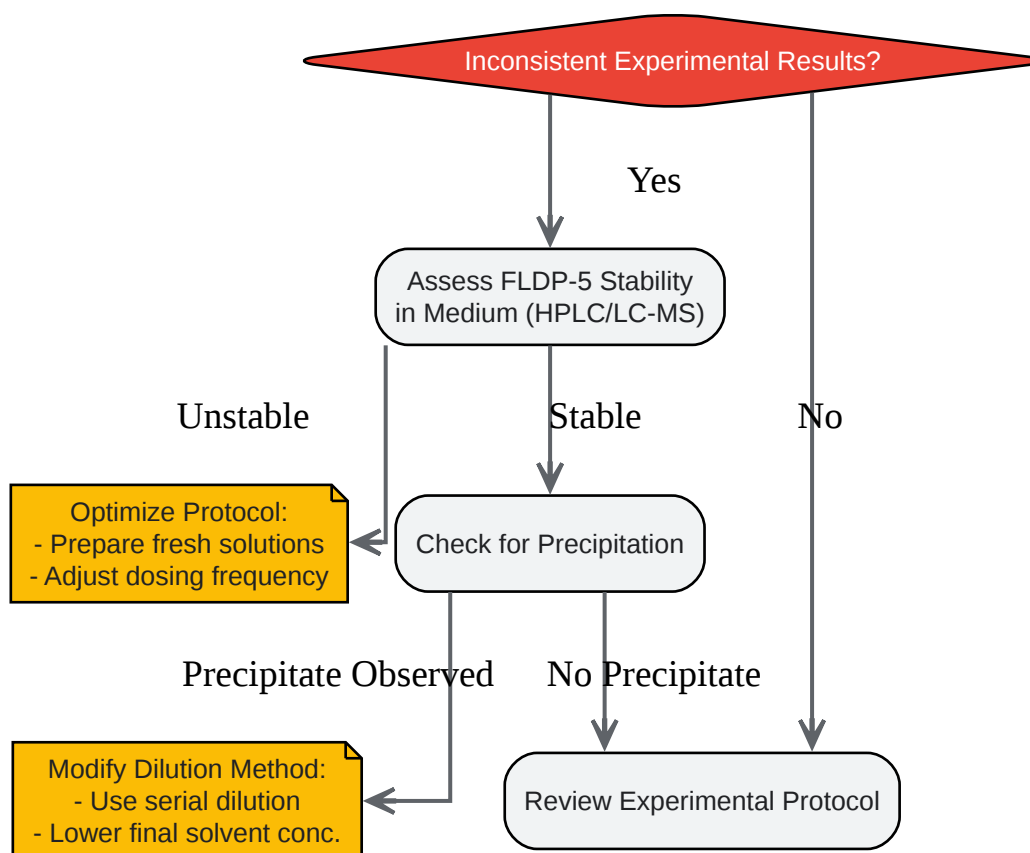 Inconsistent Experimental Results?
Yes
Assess FLDP-5 Stability
in Medium (HPLC/LC-MS)
Unstable
Stable
No
Optimize Protocol:
- Prepare fresh solutions
- Adjust dosing frequency
Check for Precipitation
Precipitate Observed
No Precipitate
Modify Dilution Method:
- Use serial dilution
- Lower final solvent conc.
Review Experimental Protocol